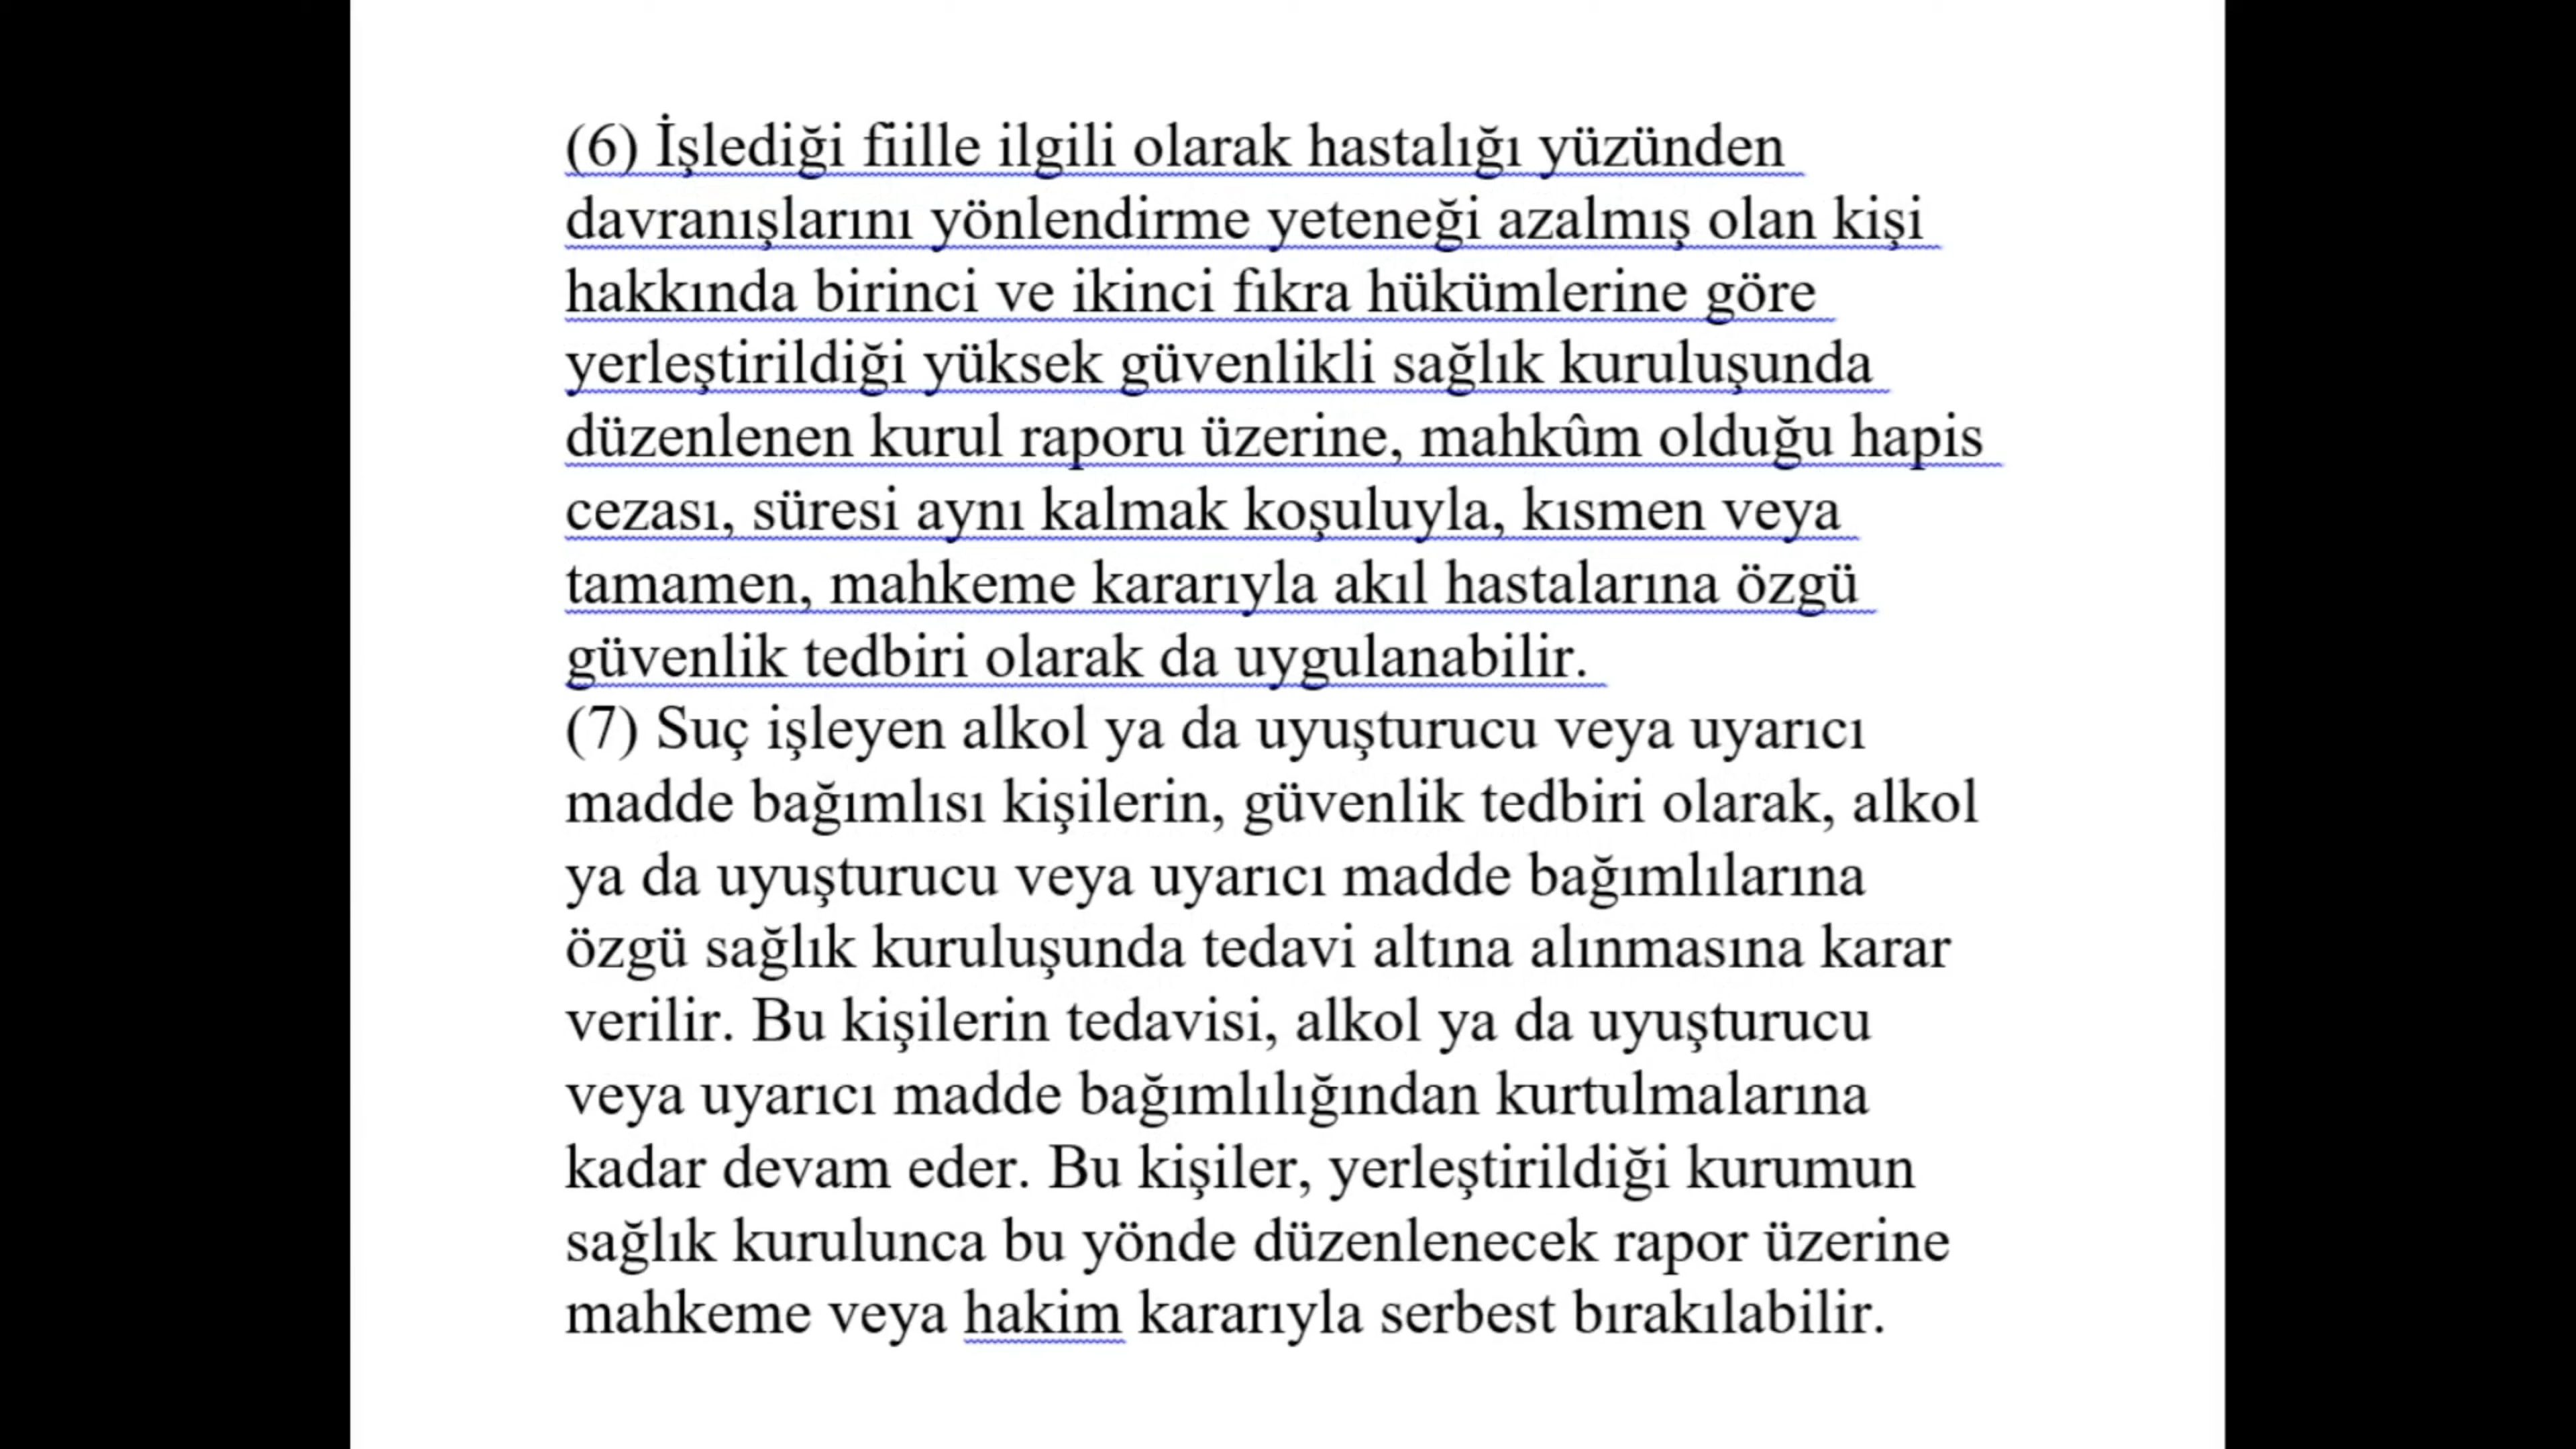 (6) İşlediği fiille ilgili olarak hastalığı yüzünden
davranışlarını yönlendirme yeteneği azalmış olan kişi
hakkında birinci ve ikinci fıkra hükümlerine göre
yerleştirildiği yüksek güvenlikli sağlık kuruluşunda
düzenlenen kurul raporu üzerine, mahkûm olduğu hapis
cezası, süresi aynı kalmak koşuluyla, kısmen veya
tamamen, mahkeme kararıyla akıl hastalarına özgü
güvenlik tedbiri olarak da uygulanabilir.
(7) Suç işleyen alkol ya da uyuşturucu veya uyarıcı
madde bağımlısı kişilerin, güvenlik tedbiri olarak, alkol
ya da uyuşturucu veya uyarıcı madde bağımlılarına
özgü sağlık kuruluşunda tedavi altına alınmasına karar
verilir. Bu kişilerin tedavisi, alkol ya da uyuşturucu
veya uyarıcı madde bağımlılığından kurtulmalarına
kadar devam eder. Bu kişiler, yerleştirildiği kurumun
sağlık kurulunca bu yönde düzenlenecek rapor üzerine
mahkeme veya hakim kararıyla serbest bırakılabilir.